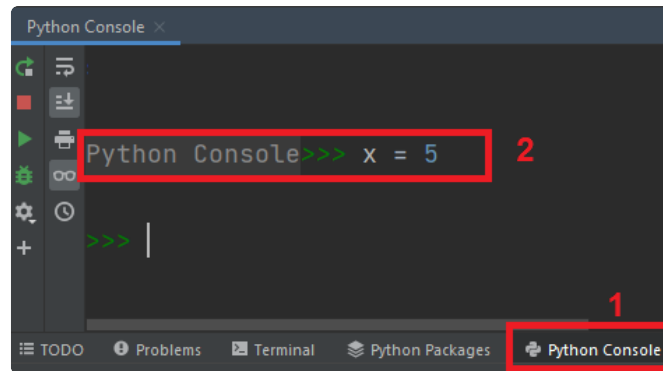 Python Console
Python Console>>> x = 5
2
>>>
1
TODO Problems Terminal Python Packages Python Console